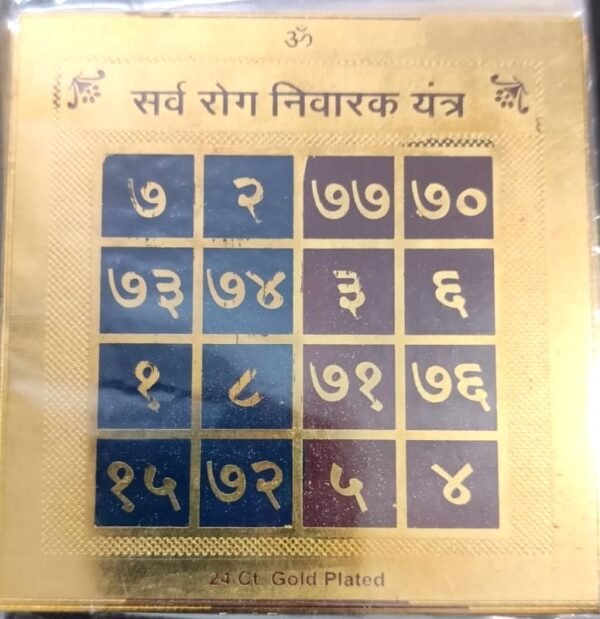 ॐ
सर्व रोग निवारक यंत्र
७ २ ७७ ७०
७३ ७४ ३ ६
१ ८ ७१ ७६
१५ ७२ ५ ४
24 Ct. Gold Plated